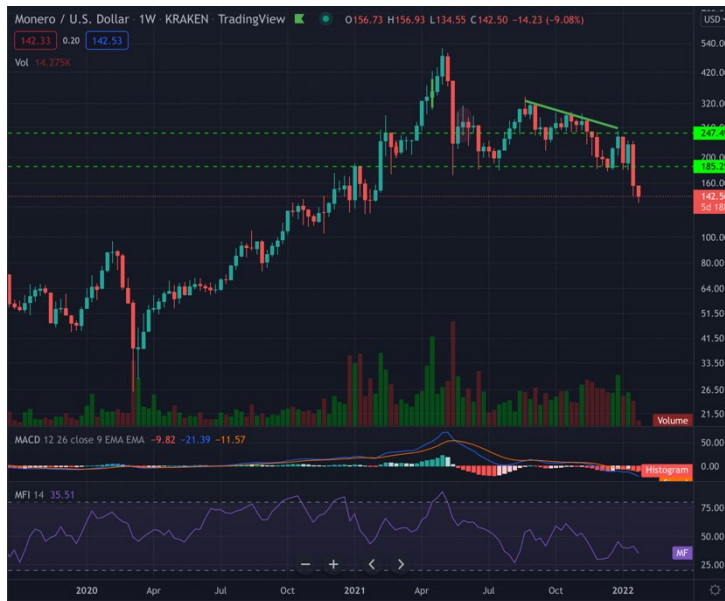 Monero / U.S. Dollar · 1W · KRAKEN · TradingView O156.73 H156.93 L134.55 C142.50 −14.23 (−9.08%)
USD
142.33 0.20 142.53
Vol 14.275K
540.00
420.00
320.00
247.4
200.00
185.2
160.00
142.50
5d 18h
100.00
80.00
64.00
51.50
41.50
33.50
26.50
21.50
Volume
MACD 12 26 close 9 EMA EMA −9.82 −21.39 −11.57
50.00
0.00
Histogram
MFI 14 35.51
75.00
MF
25.00
− + < >
2020 Apr Jul Oct 2021 Apr Jul Oct 2022